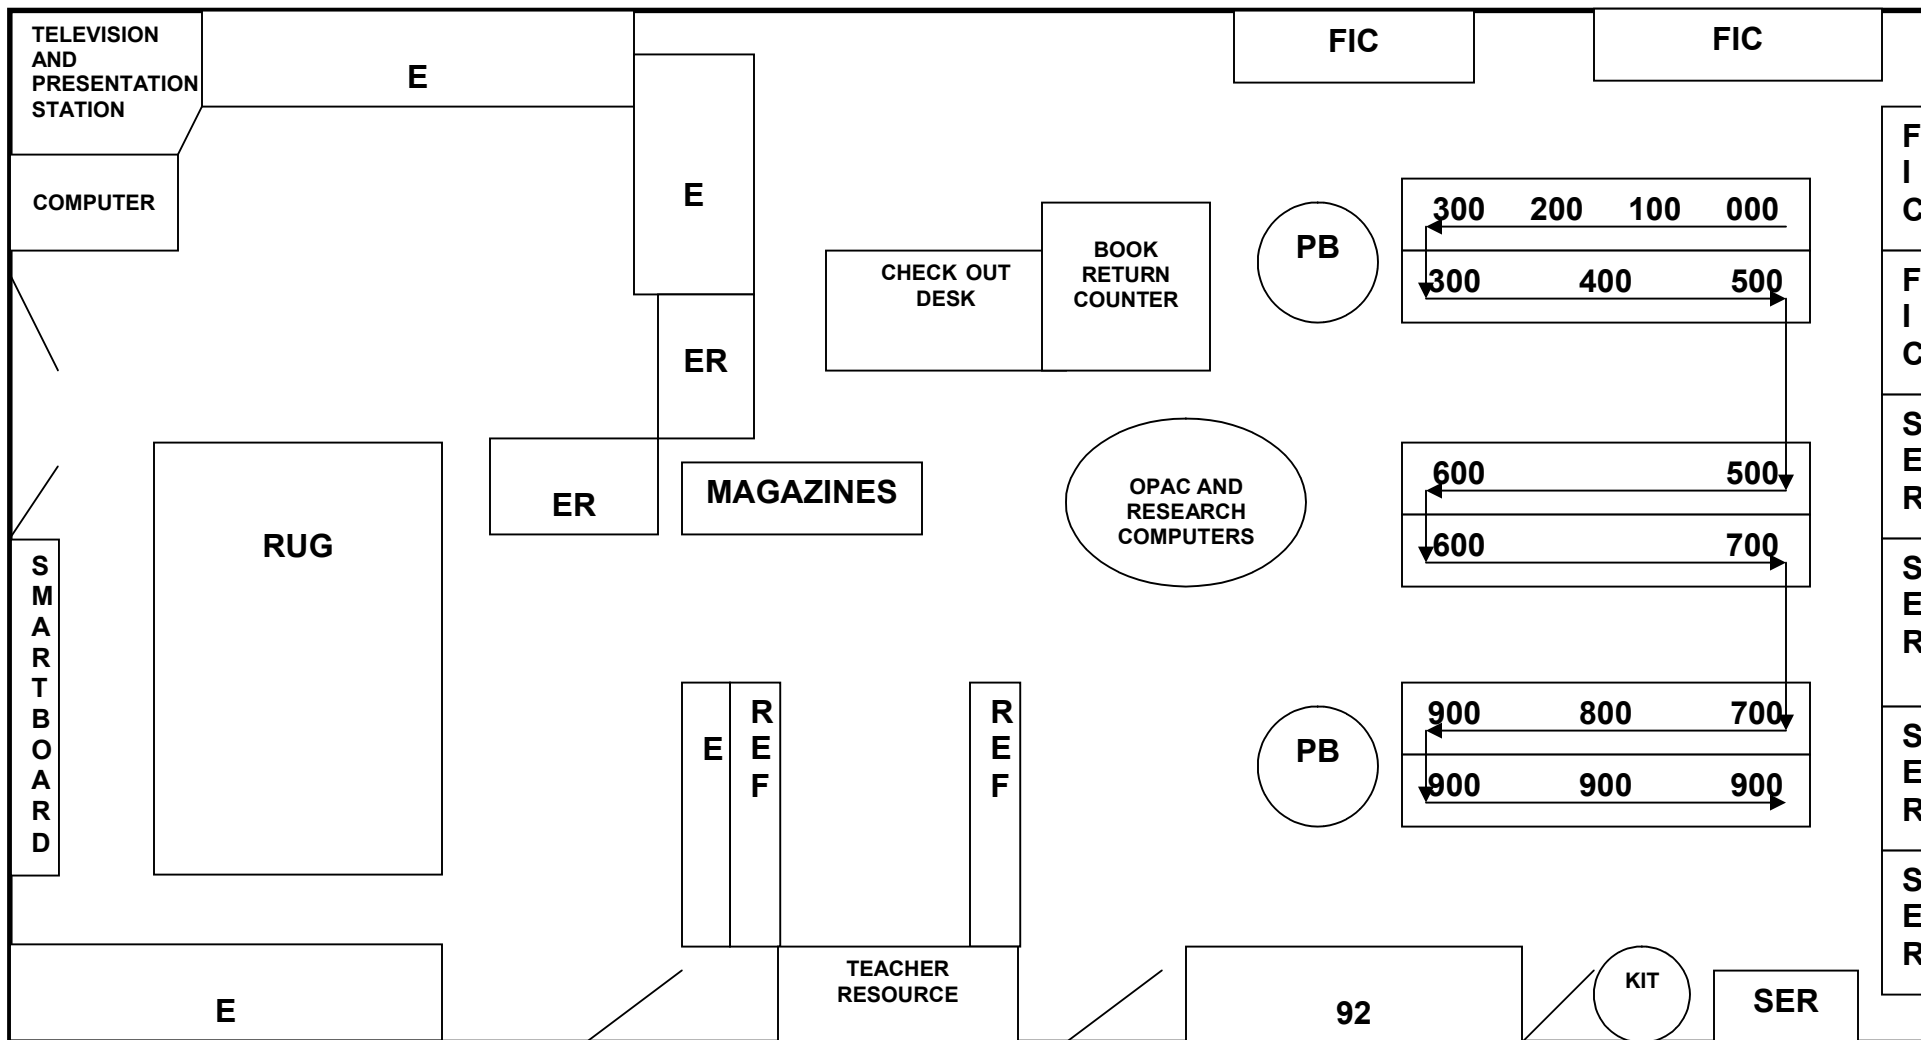 TELEVISION
AND
PRESENTATION
STATION
E
FIC
FIC
COMPUTER
E
CHECK OUT
DESK
BOOK
RETURN
COUNTER
PB
300 200 100 000
300 400 500
F
I
C
F
I
C
ER
ER
MAGAZINES
OPAC AND
RESEARCH
COMPUTERS
600 500
600 700
S
E
R
S
E
R
RUG
S
M
A
R
T
B
O
A
R
D
E
R
E
F
R
E
F
PB
900 800 700
900 900 900
S
E
R
S
E
R
E
TEACHER
RESOURCE
92
KIT
SER